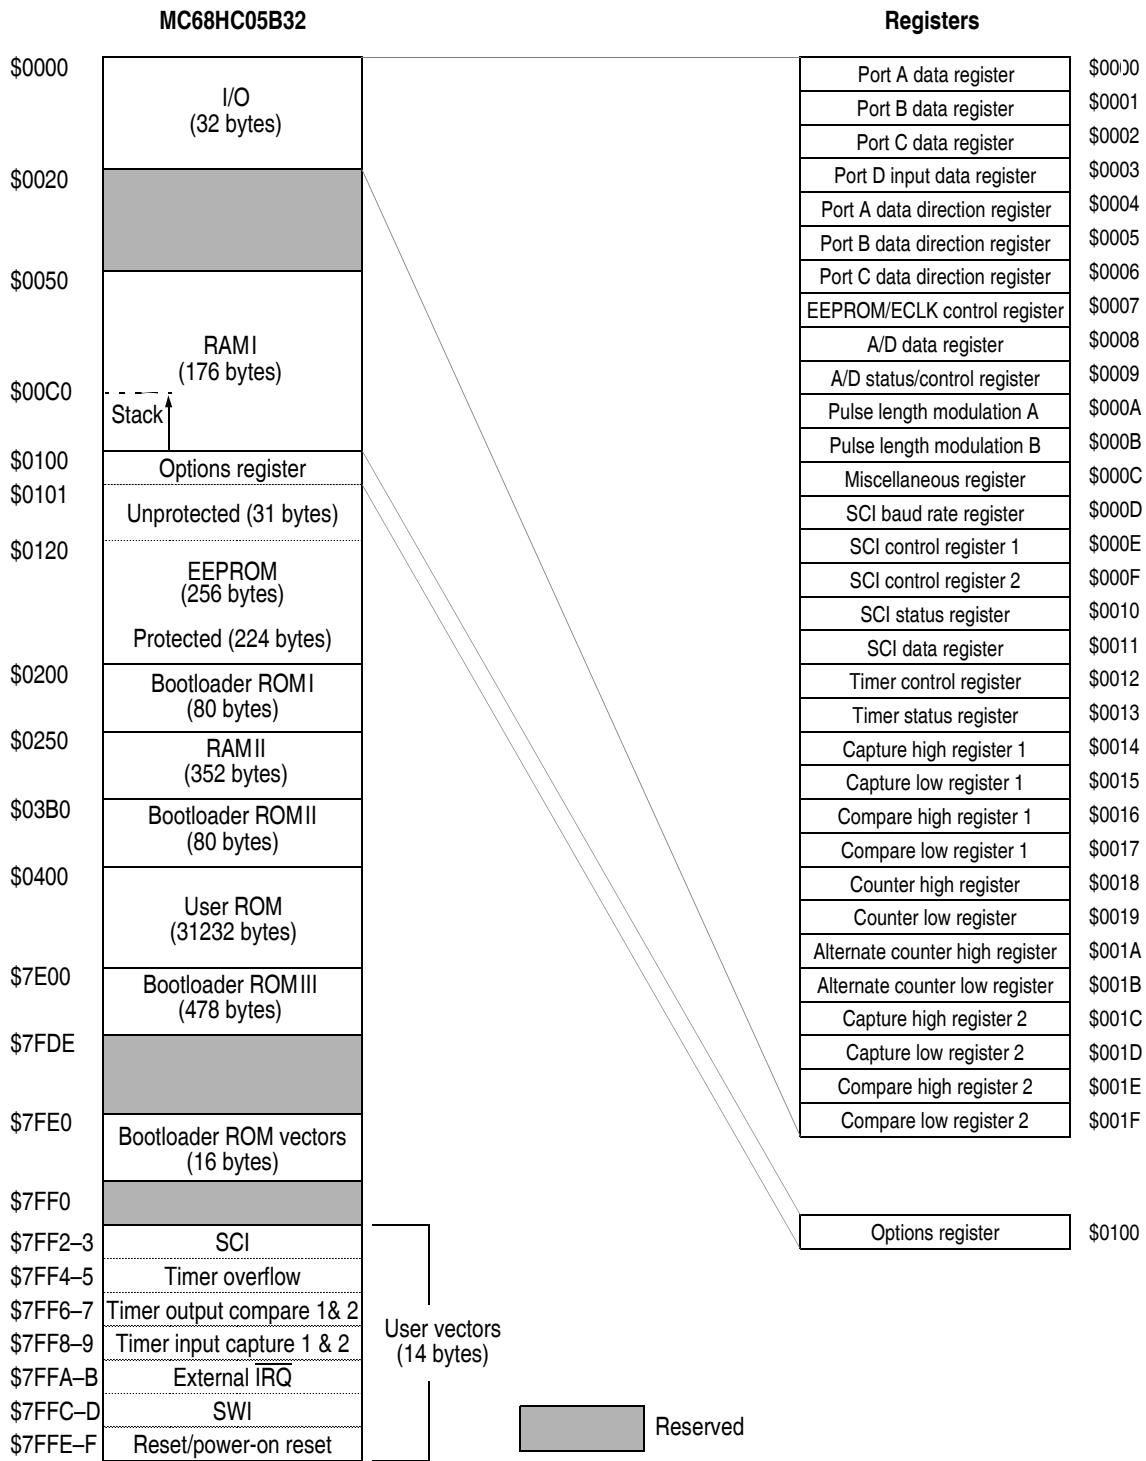 MC68HC05B32
Registers
$0000
I/O
(32 bytes)
$0020
$0050
RAMI
(176 bytes)
$00C0
Stack
$0100
Options register
$0101
Unprotected (31 bytes)
$0120
EEPROM
(256 bytes)
Protected (224 bytes)
$0200
Bootloader ROMI
(80 bytes)
$0250
RAMII
(352 bytes)
$03B0
Bootloader ROMII
(80 bytes)
$0400
User ROM
(31232 bytes)
$7E00
Bootloader ROMIII
(478 bytes)
$7FDE
$7FE0
Bootloader ROM vectors
(16 bytes)
$7FF0
$7FF2–3 SCI
$7FF4–5 Timer overflow
$7FF6–7 Timer output compare 1& 2
$7FF8–9 Timer input capture 1 & 2
$7FFA–B External IRQ
$7FFC–D SWI
$7FFE–F Reset/power-on reset
User vectors
(14 bytes)
Reserved
Port A data register $0000
Port B data register $0001
Port C data register $0002
Port D input data register $0003
Port A data direction register $0004
Port B data direction register $0005
Port C data direction register $0006
EEPROM/ECLK control register $0007
A/D data register $0008
A/D status/control register $0009
Pulse length modulation A $000A
Pulse length modulation B $000B
Miscellaneous register $000C
SCI baud rate register $000D
SCI control register 1 $000E
SCI control register 2 $000F
SCI status register $0010
SCI data register $0011
Timer control register $0012
Timer status register $0013
Capture high register 1 $0014
Capture low register 1 $0015
Compare high register 1 $0016
Compare low register 1 $0017
Counter high register $0018
Counter low register $0019
Alternate counter high register $001A
Alternate counter low register $001B
Capture high register 2 $001C
Capture low register 2 $001D
Compare high register 2 $001E
Compare low register 2 $001F
Options register $0100